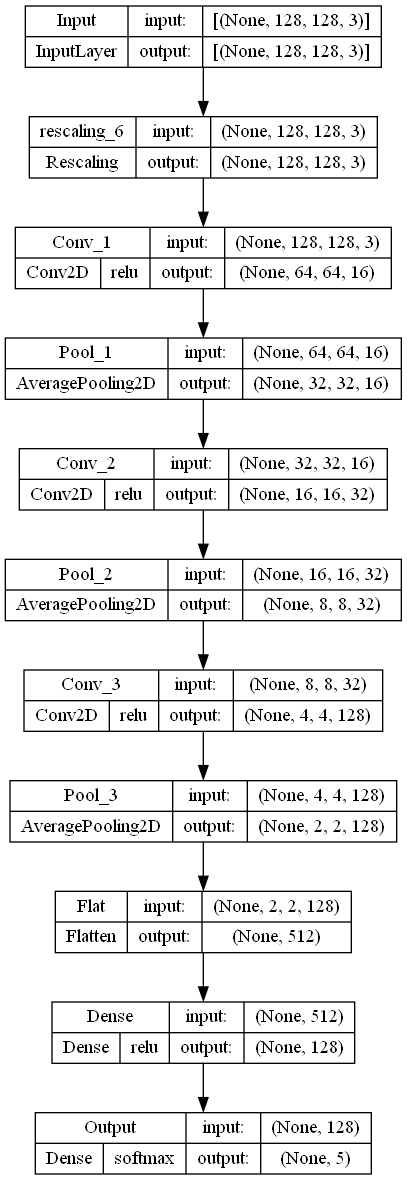 Input input: [(None, 128, 128, 3)]
InputLayer output: [(None, 128, 128, 3)]
rescaling_6 input: (None, 128, 128, 3)
Rescaling output: (None, 128, 128, 3)
Conv_1 input: (None, 128, 128, 3)
Conv2D relu output: (None, 64, 64, 16)
Pool_1 input: (None, 64, 64, 16)
AveragePooling2D output: (None, 32, 32, 16)
Conv_2 input: (None, 32, 32, 16)
Conv2D relu output: (None, 16, 16, 32)
Pool_2 input: (None, 16, 16, 32)
AveragePooling2D output: (None, 8, 8, 32)
Conv_3 input: (None, 8, 8, 32)
Conv2D relu output: (None, 4, 4, 128)
Pool_3 input: (None, 4, 4, 128)
AveragePooling2D output: (None, 2, 2, 128)
Flat input: (None, 2, 2, 128)
Flatten output: (None, 512)
Dense input: (None, 512)
Dense relu output: (None, 128)
Output input: (None, 128)
Dense softmax output: (None, 5)